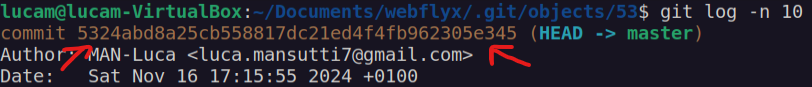 lucam@lucam-VirtualBox:~/Documents/webflyx/.git/objects/53$ git log -n 10
commit 5324abd8a25cb558817dc21ed4f4fb962305e345 (HEAD -> master)
Author: MAN-Luca <luca.mansutti7@gmail.com>
Date:   Sat Nov 16 17:15:55 2024 +0100